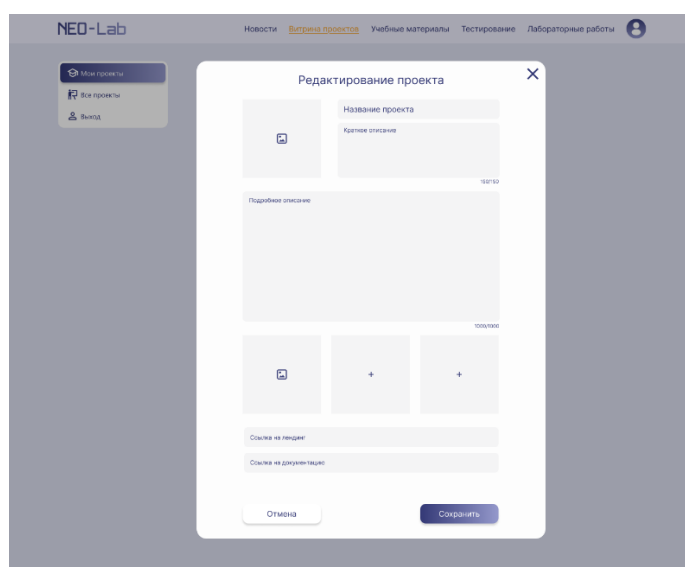 NEO-Lab
Новости Витрина проектов Учебные материалы Тестирование Лабораторные работы
Мои проекты
Все проекты
Выход
Редактирование проекта
Название проекта
Краткое описание
150/150
Подробное описание
1000/1000
+ +
Ссылка на лендинг
Ссылка на документацию
Отмена Сохранить